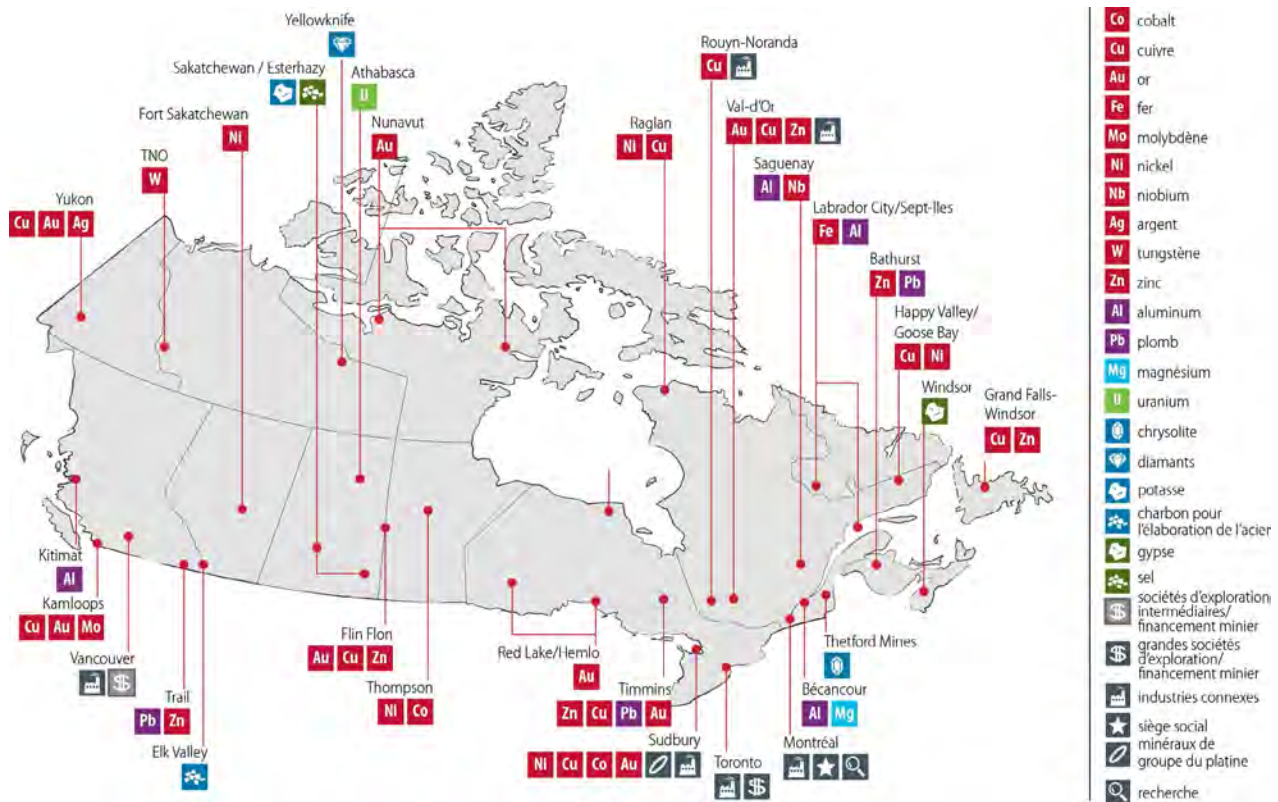 Yellowknife
Sakatchewan / Esterhazy
Athabasca
U
Fort Sakatchewan
NI
Nunavut
Au
TNO
W
Yukon
Cu Au Ag
Rouyn-Noranda
Cu
Raglan
Ni Cu
Val-d'Or
Au Cu Zn
Saguenay
Al Nb
Labrador City/Sept-Iles
Fe Al
Bathurst
Zn Pb
Happy Valley/
Goose Bay
Cu Ni
Windsor
Grand Falls-
Windsor
Cu Zn
Kitimat
Al
Kamloops
Cu Au Mo
Vancouver
$
Trail
Pb Zn
Elk Valley
Flin Flon
Au Cu Zn
Thompson
NI Co
Red Lake/Hemlo
Au
Timmins
Zn Cu Pb Au
Sudbury
Ni Cu Co Au
Toronto
$
Montréal
Bécancour
Al Mg
Thetford Mines
Co cobalt
Cu cuivre
Au or
Fe fer
Mo molybdène
Ni nickel
Nb niobium
Ag argent
W tungstène
Zn zinc
Al aluminum
Pb plomb
Mg magnèsium
U uranium
chrysolite
diamants
potasse
charbon pour
l'élaboration de l'acier
gypse
sel
sociétés d'exploration
intermédiaires/
$ financement minier
grandes sociétés
$ d'exploration/
financement minier
industries connexes
siège social
minéraux de
groupe du platine
recherche